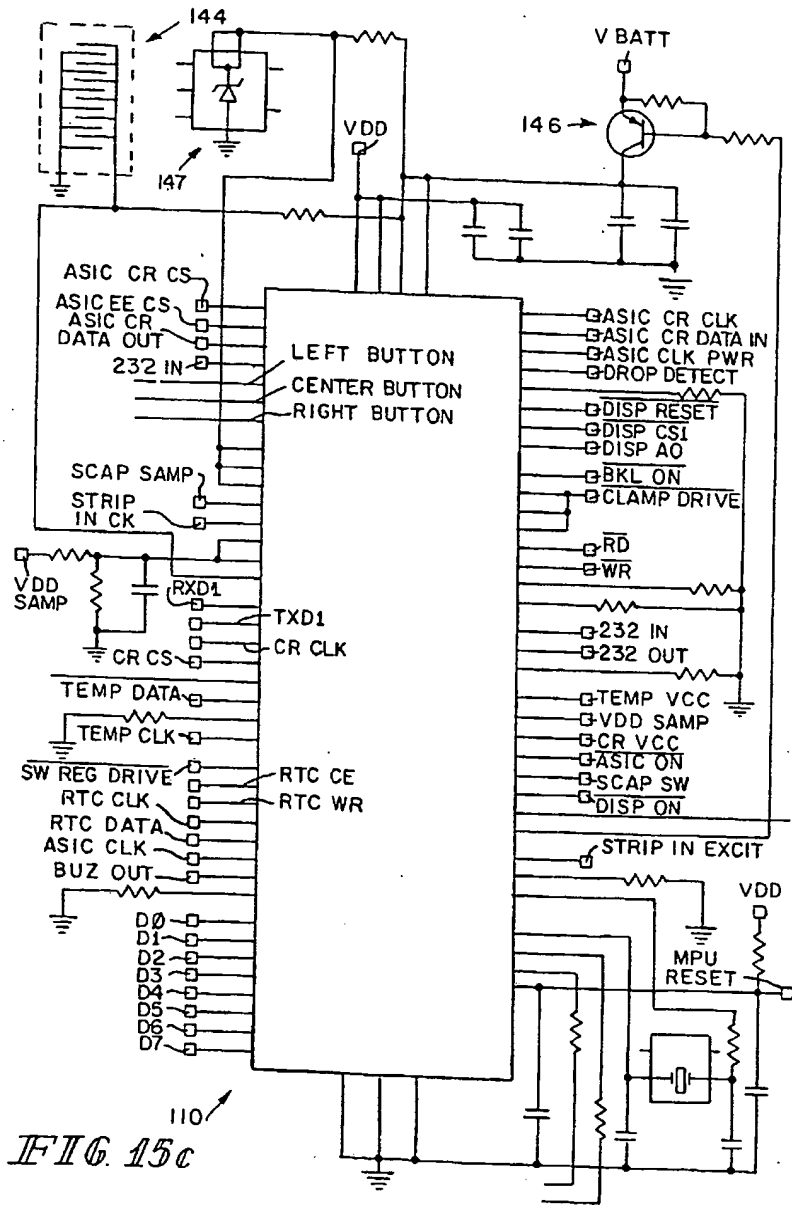 144
V BATT
146
VDD
147
ASIC CR CS
ASIC EE CS
ASIC CR
DATA OUT
232 IN
LEFT BUTTON
CENTER BUTTON
RIGHT BUTTON
SCAP SAMP
STRIP
IN CK
VDD
SAMP
RXD1
TXD1
CR CLK
CR CS
TEMP DATA
TEMP CLK
SW REG DRIVE
RTC CE
RTC WR
RTC CLK
RTC DATA
ASIC CLK
BUZ OUT
D0
D1
D2
D3
D4
D5
D6
D7
ASIC CR CLK
ASIC CR DATA IN
ASIC CLK PWR
DROP DETECT
DISP RESET
DISP CS1
DISP AO
BKL ON
CLAMP DRIVE
RD
WR
232 IN
232 OUT
TEMP VCC
VDD SAMP
CR VCC
ASIC ON
SCAP SW
DISP ON
STRIP IN EXCIT
VDD
MPU
RESET
110
FIG. 15c